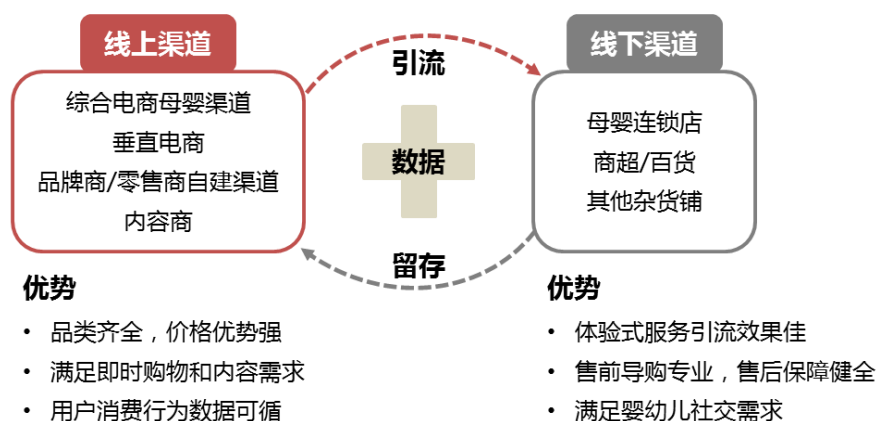 线上渠道
综合电商母婴渠道
垂直电商
品牌商/零售商自建渠道
内容商
引流
数据
留存
线下渠道
母婴连锁店
商超/百货
其他杂货铺
优势
• 品类齐全，价格优势强
• 满足即时购物和内容需求
• 用户消费行为数据可循
优势
• 体验式服务引流效果佳
• 售前导购专业，售后保障健全
• 满足婴幼儿社交需求